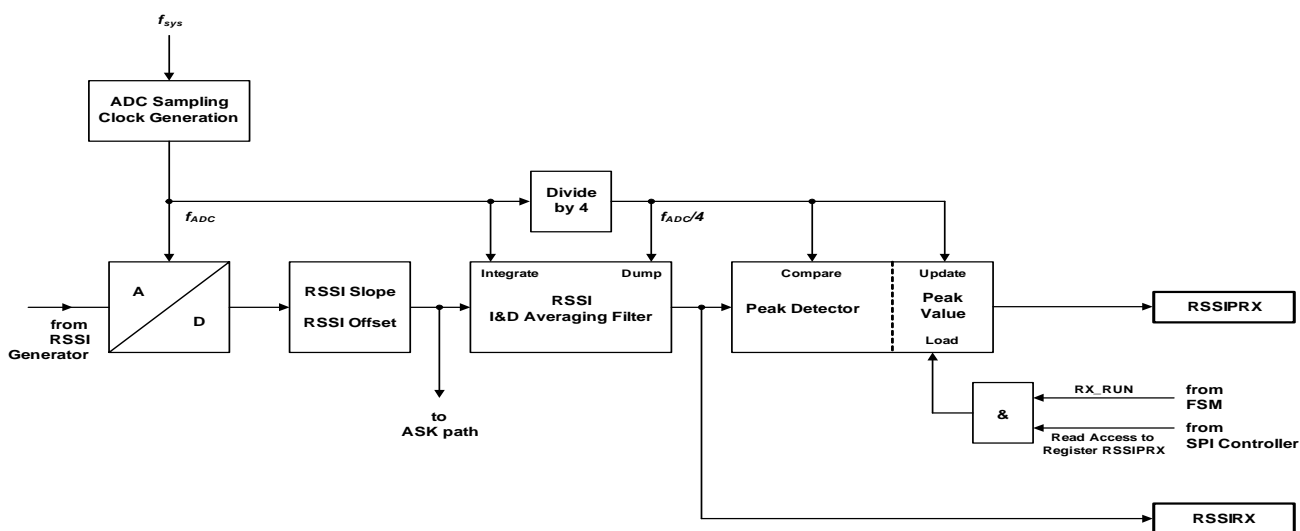 fsys
ADC Sampling
Clock Generation
Divide
by 4
fADC
fADC/4
A
D
from
RSSI
Generator
RSSI Slope
RSSI Offset
to
ASK path
Integrate
Dump
RSSI
I&D Averaging Filter
Compare
Peak Detector
Update
Peak
Value
Load
RSSIPRX
&
RX_RUN
from
FSM
Read Access to
Register RSSIPRX
from
SPI Controller
RSSIRX